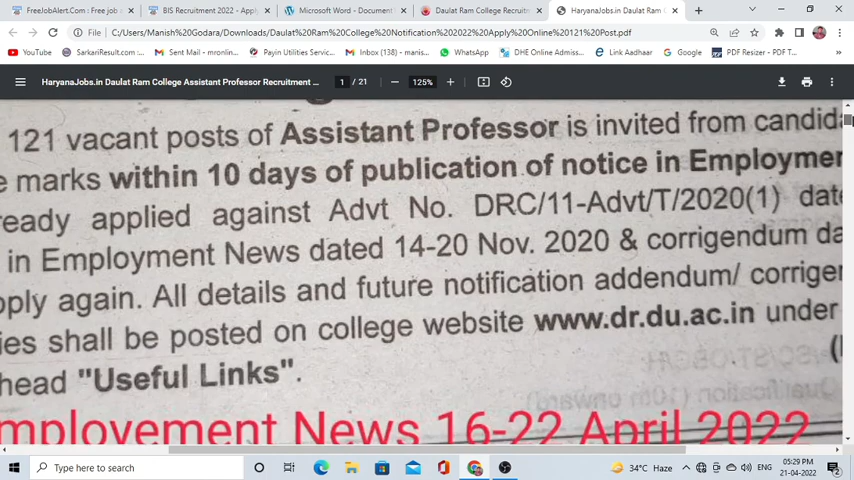 FreeJobAlert.Com : Free job a
BIS Recruitment 2022 - Apply
Microsoft Word - Document
Daulat Ram College Recruitm
HaryanaJobs.in Daulat Ram C
File | C:/Users/Manish%20Godara/Downloads/Daulat%20Ram%20College%20Notification%202022%20Apply%20Online%20121%20Post.pdf
YouTube
SarkariResult.com :
Sent Mail - mronlin
Payin Utilities Servic
Inbox (138) - manis
WhatsApp
DHE Online Admiss
Link Aadhaar
Google
PDF Resizer - Free
PDF Merge
HaryanaJobs.in Daulat Ram College Assistant Professor Recruitment ...
1 / 21
125%
121 vacant posts of Assistant Professor is invited from candida
e marks within 10 days of publication of notice in Employmen
ready applied against Advt No. DRC/11-Advt/T/2020(1) date
in Employment News dated 14-20 Nov. 2020 & corrigendum da
pply again. All details and future notification addendum/ corriger
ies shall be posted on college website www.dr.du.ac.in under
head "Useful Links".
mployement News 16-22 April 2022
Type here to search
34°C Haze
ENG
05:29 PM
21-04-2022
2